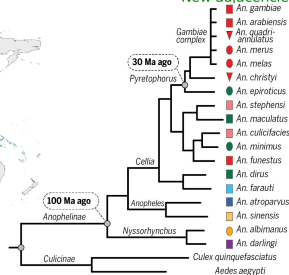 New adjacencies
An. gambiae
An. arabiensis
Gambiae
complex
An. quadri-
annulatus
An. merus
An. melas
30 Ma ago
Pyretophorus
An. christyi
An. epiroticus
An. stephensi
An. maculatus
An. culicifacies
An. minimus
An. funestus
Cellia
An. dirus
An. farauti
100 Ma ago
Anopheles
An. atroparvus
An. sinensis
Anophelinae
Nyssorhynchus
An. albimanus
An. darlingi
Culicinae
Culex quinquefasciatus
Aedes aegypti